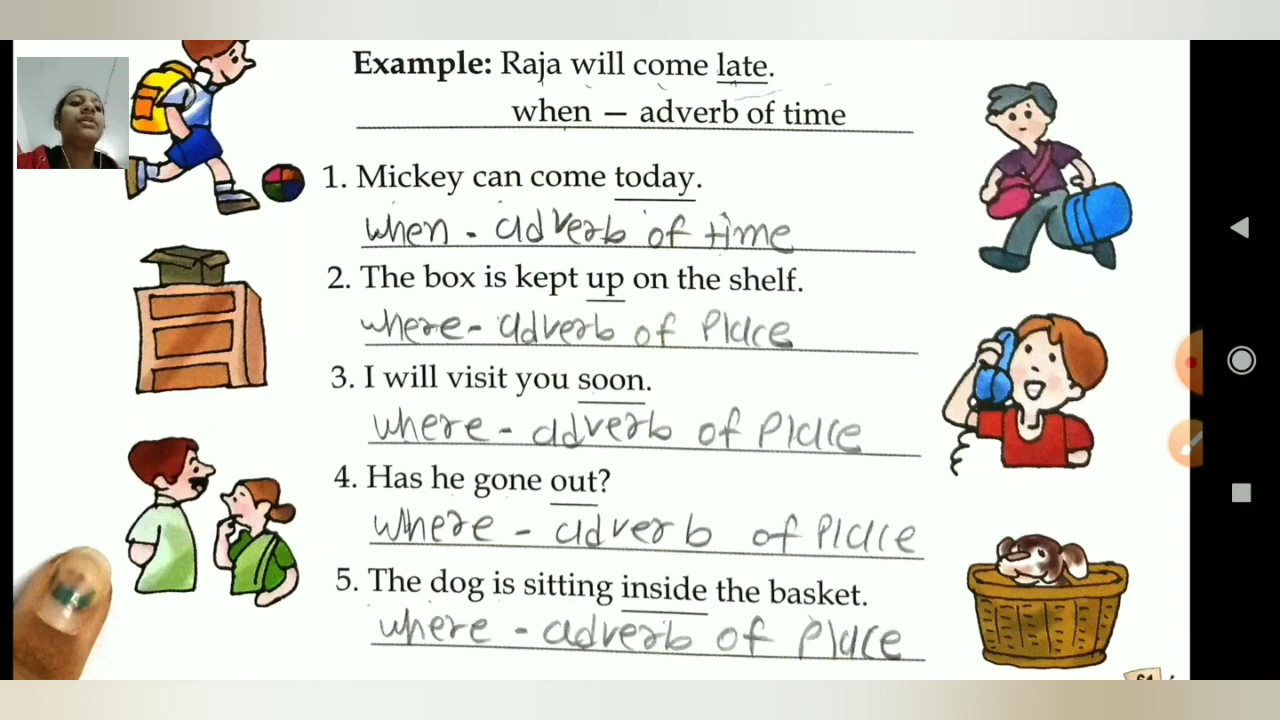 Example: Raja will come late.
when – adverb of time
1. Mickey can come today.
when - adverb of time
2. The box is kept up on the shelf.
where - adverb of Place
3. I will visit you soon.
where - adverb of Place
4. Has he gone out?
where - adverb of Place
5. The dog is sitting inside the basket.
where - adverb of Place